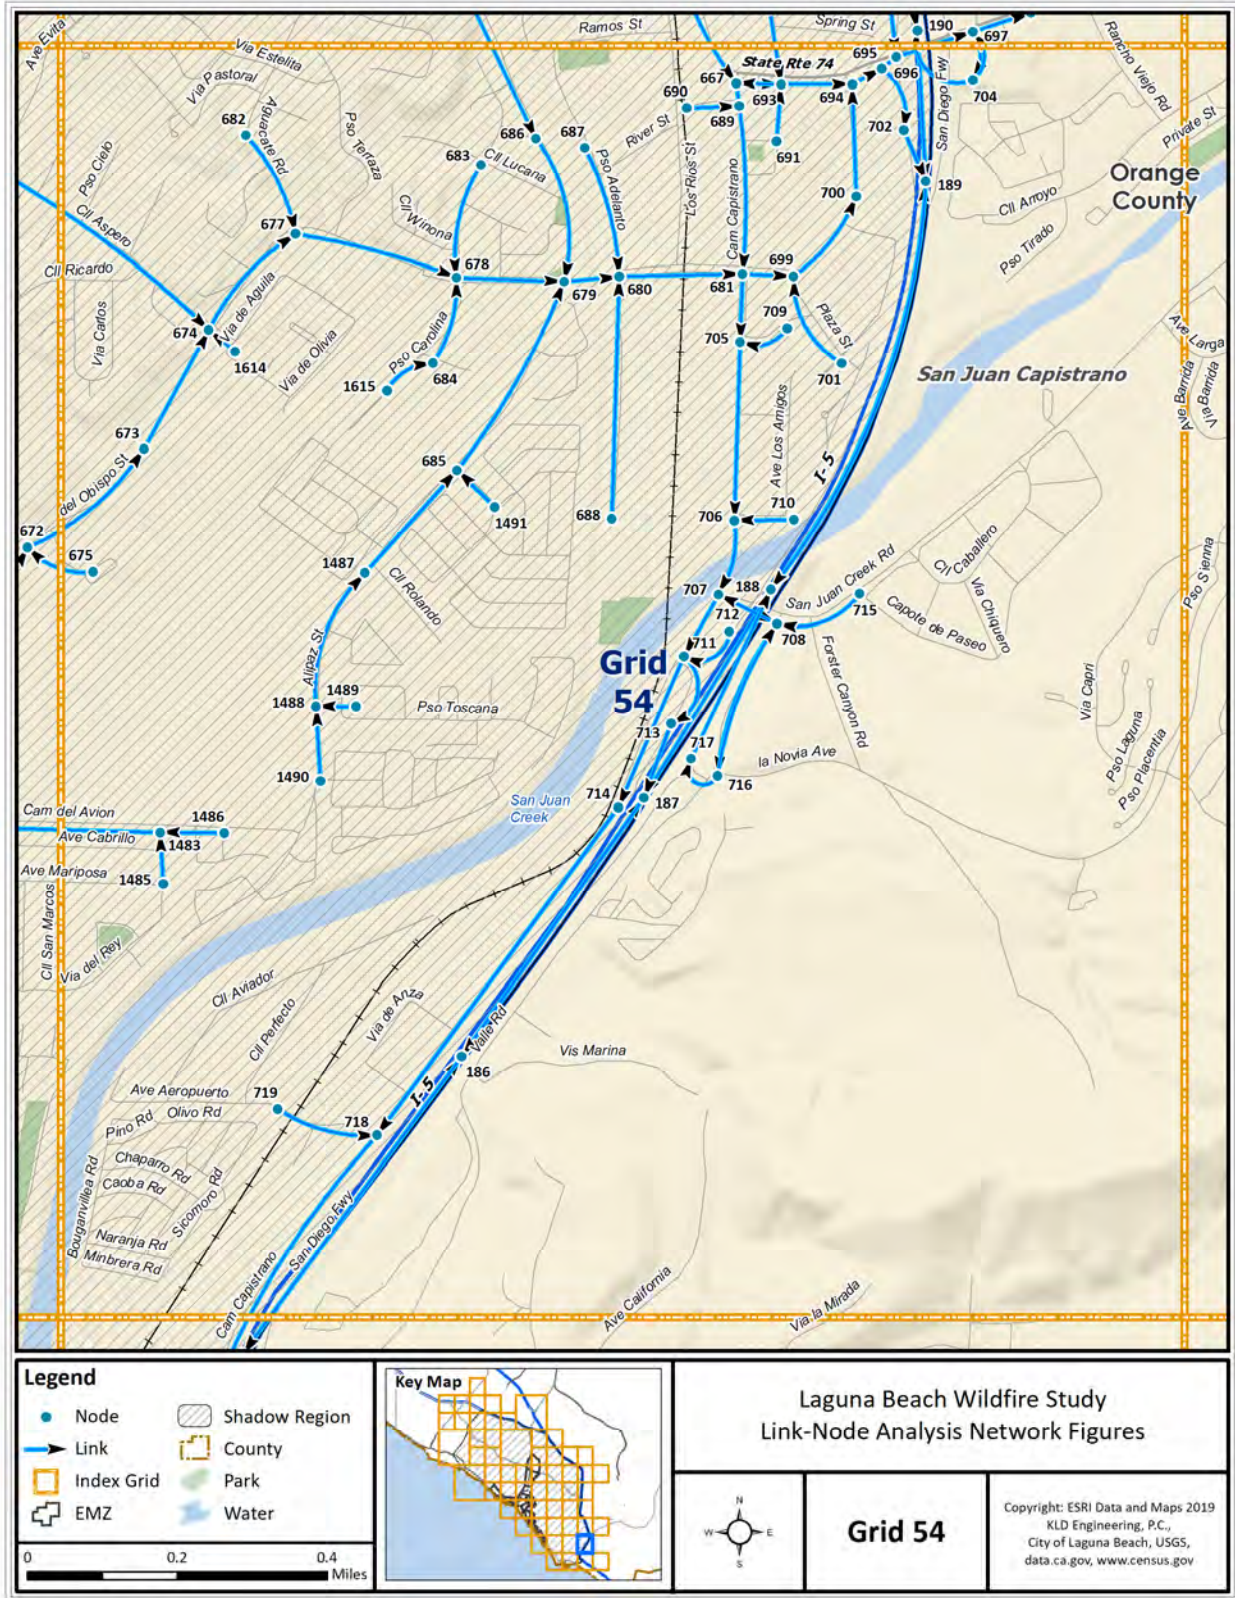 Ramos St
Spring St
190
697
Ave Evita
Via Estelita
State Rte 74
695
696
Via Pastoral
667
693
694
704
San Diego Fwy
Rancho Viejo Rd
Private St
690
689
682
Aguacate Rd
Pso Terraza
686
687
River St
702
691
683
Cll Lucana
Pso Adelanto
Los Rios St
Cam Capistrano
700
189
Orange
County
Pso Cielo
Cll Aspero
Cll Winona
Cll Arroyo
Pso Tirado
677
678
679
680
681
699
Cll Ricardo
Via de Aguila
709
Plaza St
Via Carlos
674
1614
Via de Olivia
Pso Carolina
684
1615
705
701
Ave Larga
Ave Barrida
Via Barrida
San Juan Capistrano
673
del Obispo St
685
Ave Los Amigos
I-5
672
675
1491
688
706
710
1487
Cll Rolando
707
188
712
San Juan Creek Rd
715
708
Cll Caballero
Via Chiquero
Capote de Paseo
Pso Sienna
711
Grid
54
Alipaz St
1489
1488
Pso Toscana
713
717
Forster Canyon Rd
la Novia Ave
Via Capri
Pso Laguna
Pso Placentia
1490
716
714
187
San Juan
Creek
Cam del Avion
1486
Ave Cabrillo
1483
Ave Mariposa
1485
Cll San Marcos
Via del Rey
Cll Aviador
Cll Perfecto
Via de Anza
Valle Rd
Vis Marina
186
I-5
Ave Aeropuerto
719
Olivo Rd
Pino Rd
718
Chaparro Rd
Caoba Rd
Sicomoro Rd
Bouganvillea Rd
Naranja Rd
Minbrera Rd
San Diego Fwy
Cam Capistrano
Ave California
Via la Mirada
Legend
Node
Shadow Region
Link
County
Index Grid
Park
EMZ
Water
0 0.2 0.4
Miles
Key Map
Laguna Beach Wildfire Study
Link-Node Analysis Network Figures
N
W E
S
Grid 54
Copyright: ESRI Data and Maps 2019
KLD Engineering, P.C.,
City of Laguna Beach, USGS,
data.ca.gov, www.census.gov